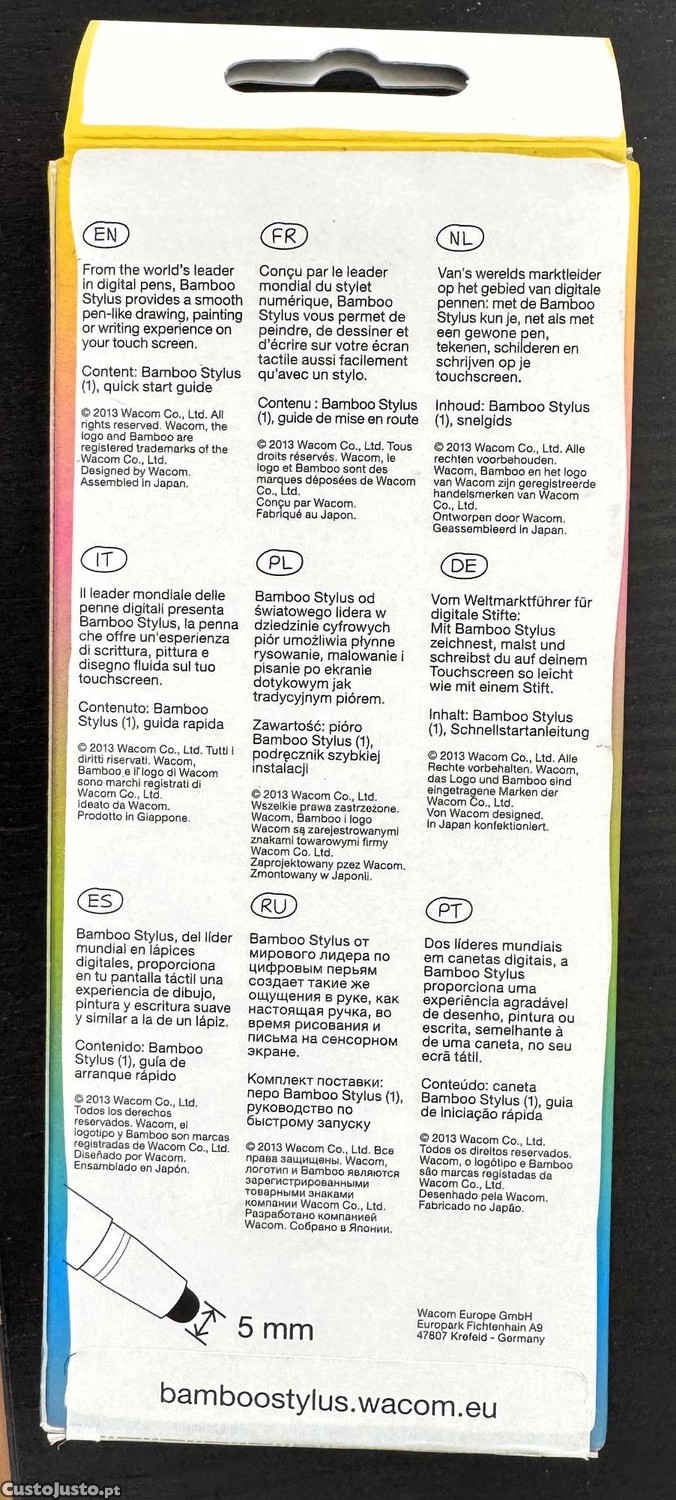 EN
From the world's leader
in digital pens, Bamboo
Stylus provides a smooth
pen-like drawing, painting
or writing experience on
your touch screen.
Content: Bamboo Stylus
(1), quick start guide
© 2013 Wacom Co., Ltd. All
rights reserved. Wacom, the
logo and Bamboo are
registered trademarks of the
Wacom Co., Ltd.
Designed by Wacom.
Assembled in Japan.
FR
Conçu par le leader
mondial du stylet
numérique, Bamboo
Stylus vous permet de
peindre, de dessiner et
d'écrire sur votre écran
tactile aussi facilement
qu'avec un stylo.
Contenu : Bamboo Stylus
(1), guide de mise en route
© 2013 Wacom Co., Ltd. Tous
droits réservés. Wacom, le
logo et Bamboo sont des
marques déposées de Wacom
Co., Ltd.
Conçu par Wacom.
Fabriqué au Japon.
NL
Van's werelds marktleider
op het gebied van digitale
pennen: met de Bamboo
Stylus kun je, net als met
een gewone pen,
tekenen, schilderen en
schrijven op je
touchscreen.
Inhoud: Bamboo Stylus
(1), snelgids
© 2013 Wacom Co., Ltd. Alle
rechten voorbehouden.
Wacom, Bamboo en het logo
van Wacom zijn geregistreerde
handelsmerken van Wacom
Co., Ltd.
Ontworpen door Wacom.
Geassembleerd in Japan.
IT
Il leader mondiale delle
penne digitali presenta
Bamboo Stylus, la penna
che offre un'esperienza
di scrittura, pittura e
disegno fluida sul tuo
touchscreen.
Contenuto: Bamboo
Stylus (1), guida rapida
© 2013 Wacom Co., Ltd. Tutti i
diritti riservati. Wacom,
Bamboo e il logo di Wacom
sono marchi registrati di
Wacom Co., Ltd.
Ideato da Wacom.
Prodotto in Giappone.
PL
Bamboo Stylus od
światowego lidera w
dziedzinie cyfrowych
piór umożliwia płynne
rysowanie, malowanie i
pisanie po ekranie
dotykowym jak
tradycyjnym piórem.
Zawartość: pióro
Bamboo Stylus (1),
podręcznik szybkiej
instalacji
© 2013 Wacom Co., Ltd.
Wszelkie prawa zastrzeżone.
Wacom, Bamboo i logo
Wacom są zarejestrowanymi
znakami towarowymi firmy
Wacom Co. Ltd.
Zaprojektowany pzez Wacom.
Zmontowany w Japonii.
DE
Vom Weltmarktführer für
digitale Stifte:
Mit Bamboo Stylus
zeichnest, malst und
schreibst du auf deinem
Touchscreen so leicht
wie mit einem Stift.
Inhalt: Bamboo Stylus
(1), Schnellstartanleitung
© 2013 Wacom Co., Ltd. Alle
Rechte vorbehalten. Wacom,
das Logo und Bamboo sind
eingetragene Marken der
Wacom Co., Ltd.
Von Wacom designed.
In Japan konfektioniert.
ES
Bamboo Stylus, del líder
mundial en lápices
digitales, proporciona
en tu pantalla táctil una
experiencia de dibujo,
pintura y escritura suave
y similar a la de un lápiz.
Contenido: Bamboo
Stylus (1), guía de
arranque rápido
© 2013 Wacom Co., Ltd.
Todos los derechos
reservados. Wacom, el
logotipo y Bamboo son marcas
registradas de Wacom Co., Ltd.
Diseñado por Wacom.
Ensamblado en Japón.
RU
Bamboo Stylus от
мирового лидера по
цифровым перьям
создает такие же
ощущения в руке, как
настоящая ручка, во
время рисования и
письма на сенсорном
экране.
Комплект поставки:
перо Bamboo Stylus (1),
руководство по
быстрому запуску
© 2013 Wacom Co., Ltd. Все
права защищены. Wacom,
логотип и Bamboo являются
зарегистрированными
товарными знаками
компании Wacom Co., Ltd.
Разработано компанией
Wacom. Собрано в Японии.
PT
Dos líderes mundiais
em canetas digitais, a
Bamboo Stylus
proporciona uma
experiência agradável
de desenho, pintura ou
escrita, semelhante à
de uma caneta, no seu
ecrã tátil.
Conteúdo: caneta
Bamboo Stylus (1), guia
de iniciação rápida
© 2013 Wacom Co., Ltd.
Todos os direitos reservados.
Wacom, o logótipo e Bamboo
são marcas registadas da
Wacom Co., Ltd.
Desenhado pela Wacom.
Fabricado no Japão.
5 mm
Wacom Europe GmbH
Europark Fichtenhain A9
47807 Krefeld - Germany
bamboostylus.wacom.eu
CustoJusto.pt